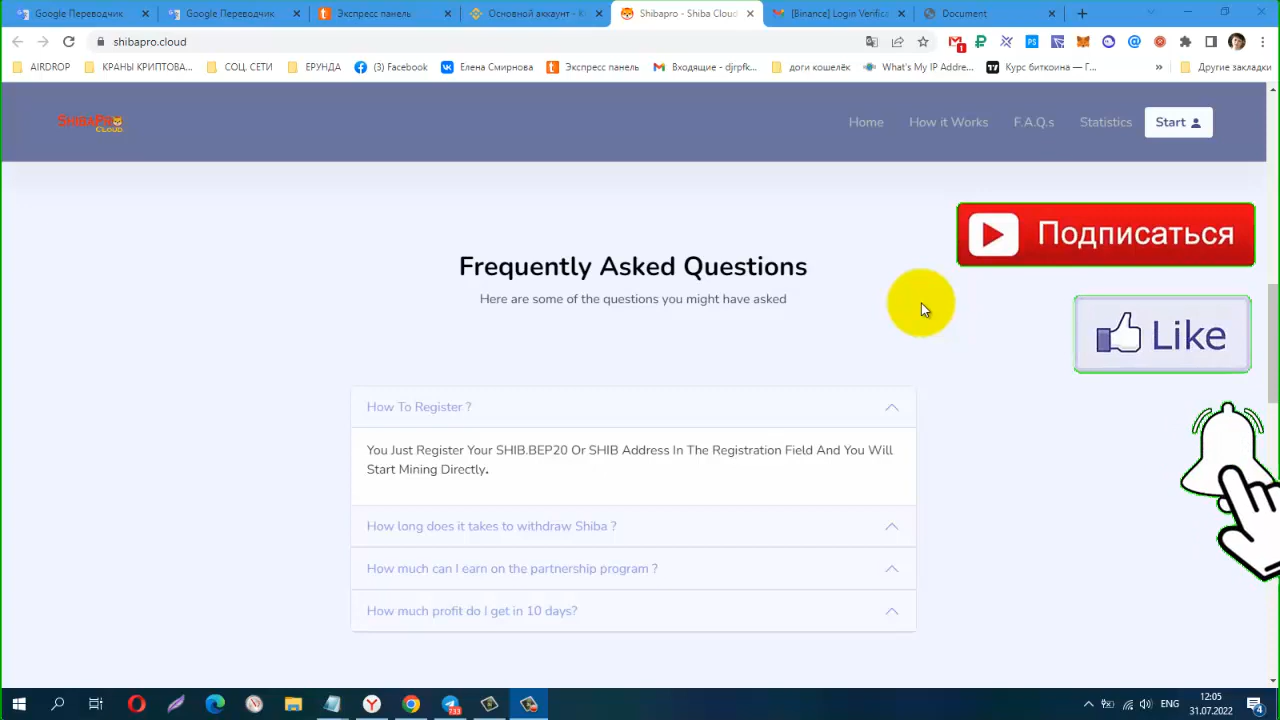 Google Переводчик
Google Переводчик
Экспресс панель
Основной аккаунт - К
Shibapro - Shiba Cloud
[Binance] Login Verifica
Document
shibapro.cloud
1
PS
AIRDROP
КРАНЫ КРИПТОВА...
СОЦ. СЕТИ
ЕРУНДА
(3) Facebook
Елена Смирнова
Экспресс панель
Входящие - djrpfk...
доги кошелёк
What's My IP Addre...
Курс биткоина — Г...
»
Другие закладки
SHIBAPRO
CLOUD
Home
How it Works
F.A.Q.s
Statistics
Start
Подписаться
Frequently Asked Questions
Here are some of the questions you might have asked
Like
How To Register ?
You Just Register Your SHIB.BEP20 Or SHIB Address In The Registration Field And You Will
Start Mining Directly.
How long does it takes to withdraw Shiba ?
How much can I earn on the partnership program ?
How much profit do I get in 10 days?
733
ENG
12:05
31.07.2022
4